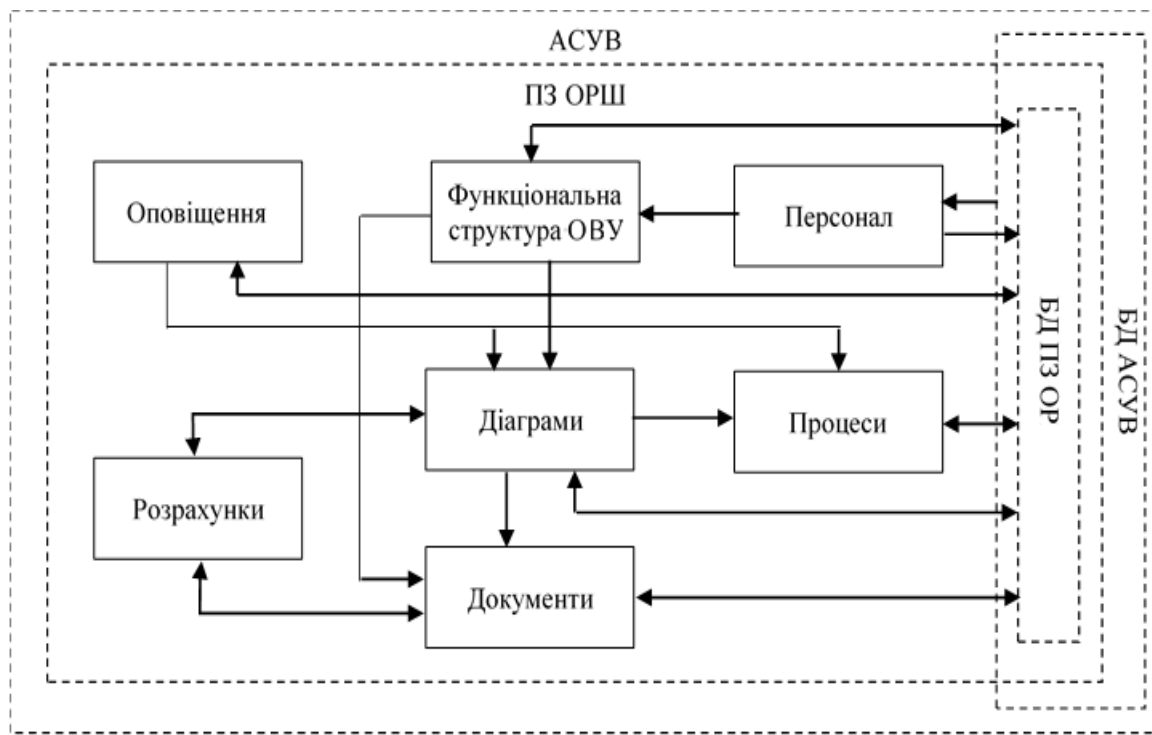 АСУВ
ПЗ ОРШ
Оповіщення
Функціональна
структура ОВУ
Персонал
Діаграми
Процеси
Розрахунки
Документи
БД ПЗ ОР
БД АСУВ